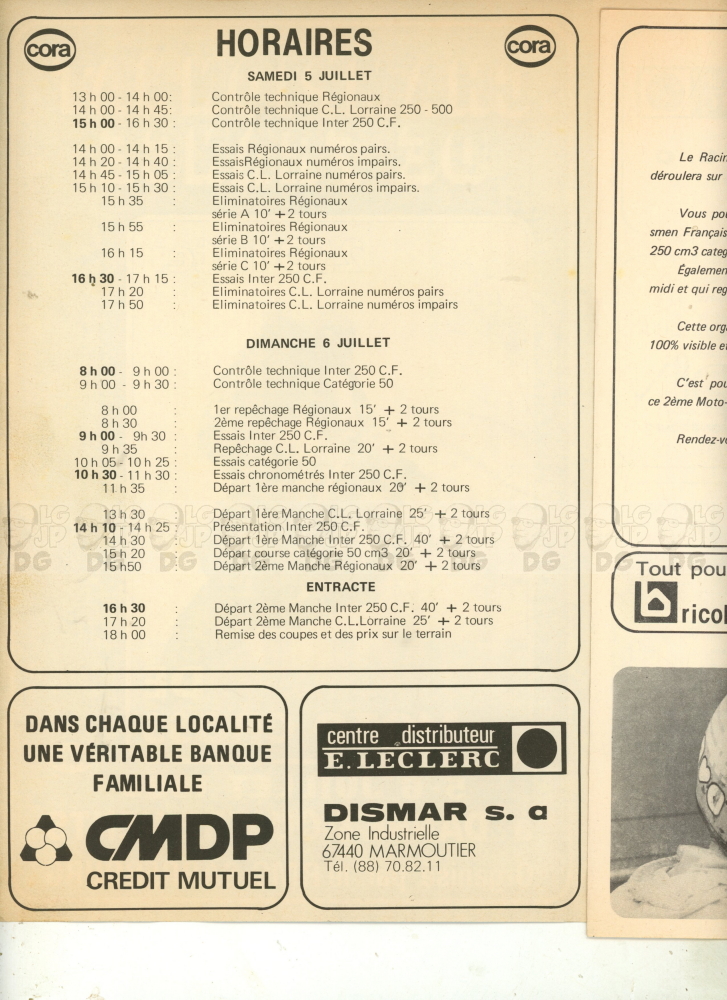 cora
HORAIRES
cora
SAMEDI 5 JUILLET
13 h 00 - 14 h 00: Contrôle technique Régionaux
14 h 00 - 14 h 45: Contrôle technique C.L. Lorraine 250 - 500
15 h 00 - 16 h 30 : Contrôle technique Inter 250 C.F.
14 h 00 - 14 h 15 : Essais Régionaux numéros pairs.
14 h 20 - 14 h 40 : EssaisRégionaux numéros impairs.
14 h 45 - 15 h 05 : Essais C.L. Lorraine numéros pairs.
15 h 10 - 15 h 30 : Essais C.L. Lorraine numéros impairs.
15 h 35 : Eliminatoires Régionaux
série A 10' + 2 tours
15 h 55 : Eliminatoires Régionaux
série B 10' + 2 tours
16 h 15 : Eliminatoires Régionaux
série C 10' + 2 tours
16 h 30 - 17 h 15 : Essais Inter 250 C.F.
17 h 20 : Eliminatoires C.L. Lorraine numéros pairs
17 h 50 : Eliminatoires C.L. Lorraine numéros impairs
DIMANCHE 6 JUILLET
8 h 00 - 9 h 00 : Contrôle technique Inter 250 C.F.
9 h 00 - 9 h 30 : Contrôle technique Catégorie 50
8 h 00 : 1er repêchage Régionaux 15' + 2 tours
8 h 30 : 2ème repêchage Régionaux 15' + 2 tours
9 h 00 - 9h 30 : Essais Inter 250 C.F.
9 h 35 : Repêchage C.L. Lorraine 20' + 2 tours
10 h 05 - 10 h 25 : Essais catégorie 50
10 h 30 - 11 h 30 : Essais chronométrés Inter 250 C.F.
11 h 35 : Départ 1ère manche régionaux 20' + 2 tours
13 h 30 : Départ 1ère Manche C.L. Lorraine 25' + 2 tours
14 h 10 - 14 h 25 : Présentation Inter 250 C.F.
14 h 30 : Départ 1ère Manche Inter 250 C.F. 40' + 2 tours
15 h 20 : Départ course catégorie 50 cm3 20' + 2 tours
15 h50 : Départ 2ème Manche Régionaux 20' + 2 tours
ENTRACTE
16 h 30 : Départ 2ème Manche Inter 250 C.F. 40' + 2 tours
17 h 20 : Départ 2ème Manche C.L.Lorraine 25' + 2 tours
18 h 00 : Remise des coupes et des prix sur le terrain
DANS CHAQUE LOCALITÉ
UNE VÉRITABLE BANQUE
FAMILIALE
CMDP
CREDIT MUTUEL
centre distributeur
E. LECLERC
DISMAR s. a
Zone Industrielle
67440 MARMOUTIER
Tél. (88) 70.82.11
Le Racin
déroulera sur
Vous pou
smen Français
250 cm3 categ
Également
midi et qui reg
Cette orga
100% visible et
C'est pou
ce 2ème Moto-
Rendez-vo
Tout pou
bricol